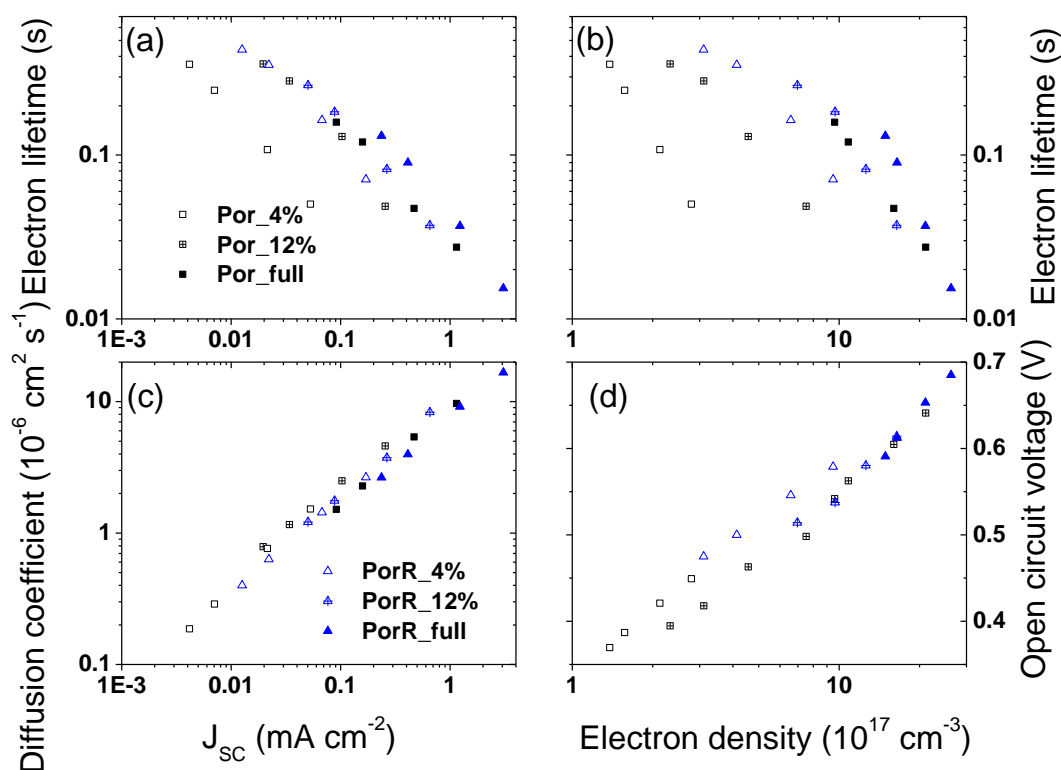 (a)
(b)
Electron lifetime (s)
0.1
0.01
Por_4%
Por_12%
Por_full
1E-3 0.01 0.1 1
1 10
0.1
0.01
Electron lifetime (s)
(c)
(d)
Diffusion coefficient (10⁻⁶ cm² s⁻¹)
10
1
0.1
PorR_4%
PorR_12%
PorR_full
0.7
0.6
0.5
0.4
Open circuit voltage (V)
1E-3 0.01 0.1 1
1 10
J_SC (mA cm⁻²)
Electron density (10¹⁷ cm⁻³)